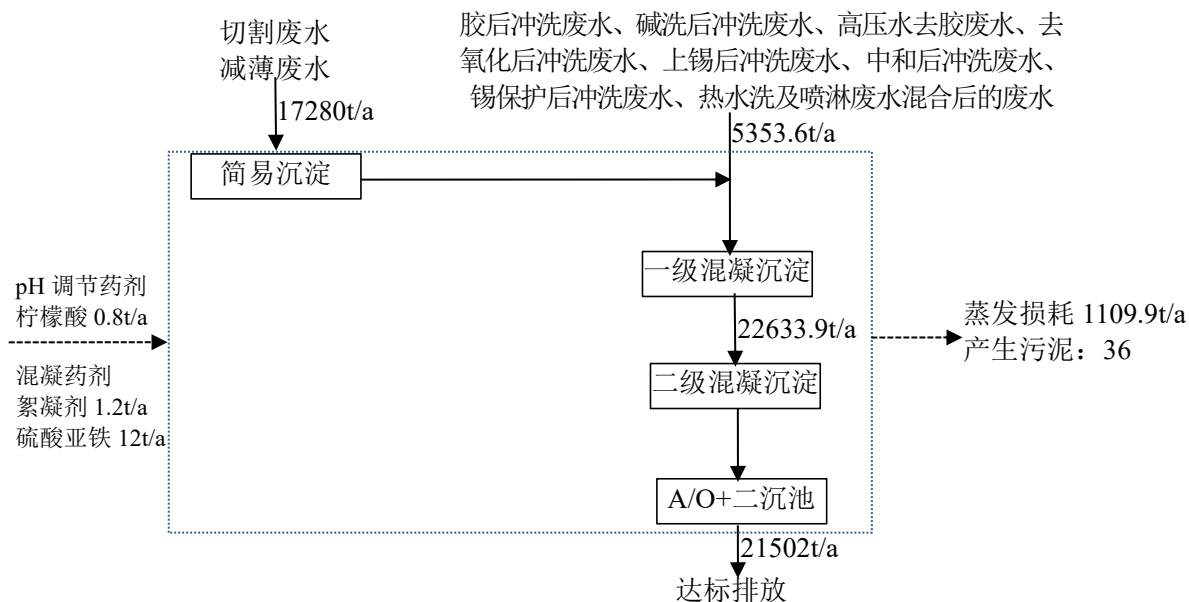 切割废水
减薄废水
17280t/a
胶后冲洗废水、碱洗后冲洗废水、高压水去胶废水、去
氧化后冲洗废水、上锡后冲洗废水、中和后冲洗废水、
锡保护后冲洗废水、热水洗及喷淋废水混合后的废水
5353.6t/a
简易沉淀
一级混凝沉淀
pH 调节药剂
柠檬酸 0.8t/a
混凝药剂
絮凝剂 1.2t/a
硫酸亚铁 12t/a
22633.9t/a
蒸发损耗 1109.9t/a
产生污泥：36
二级混凝沉淀
A/O+二沉池
21502t/a
达标排放